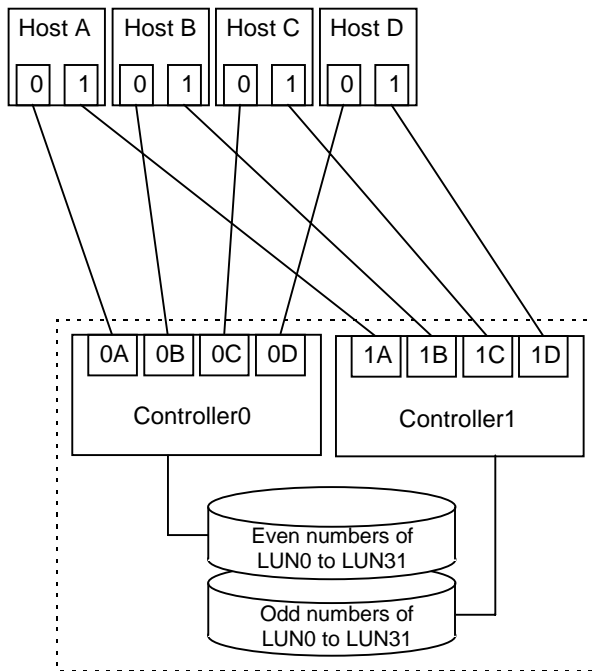 Host A
Host B
Host C
Host D
0
1
0
1
0
1
0
1
0A
0B
0C
0D
1A
1B
1C
1D
Controller0
Controller1
Even numbers of
LUN0 to LUN31
Odd numbers of
LUN0 to LUN31